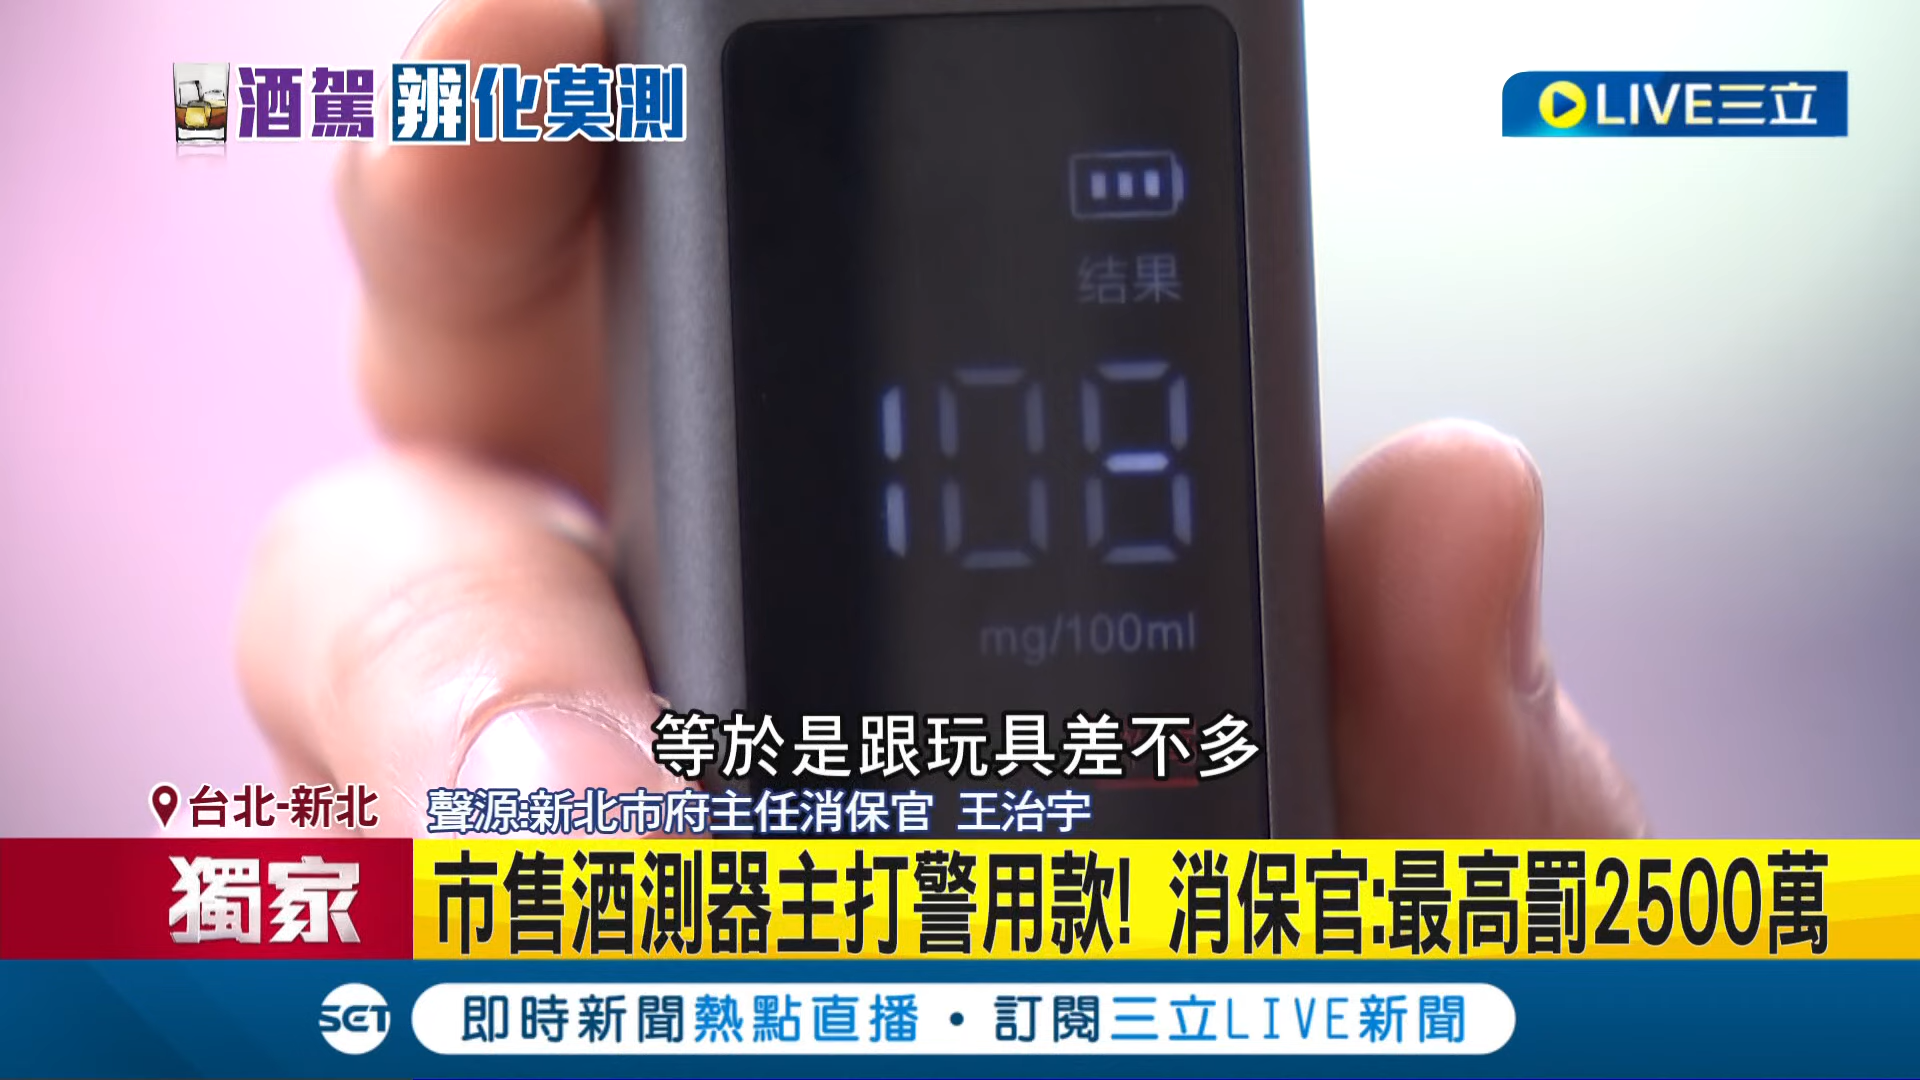 酒駕辨化莫測
LIVE三立
结果
108
mg/100ml
等於是跟玩具差不多
台北-新北
聲源:新北市府主任消保官 王治宇
獨家
市售酒測器主打警用款! 消保官:最高罰2500萬
SET
即時新聞熱點直播・訂閱三立LIVE新聞